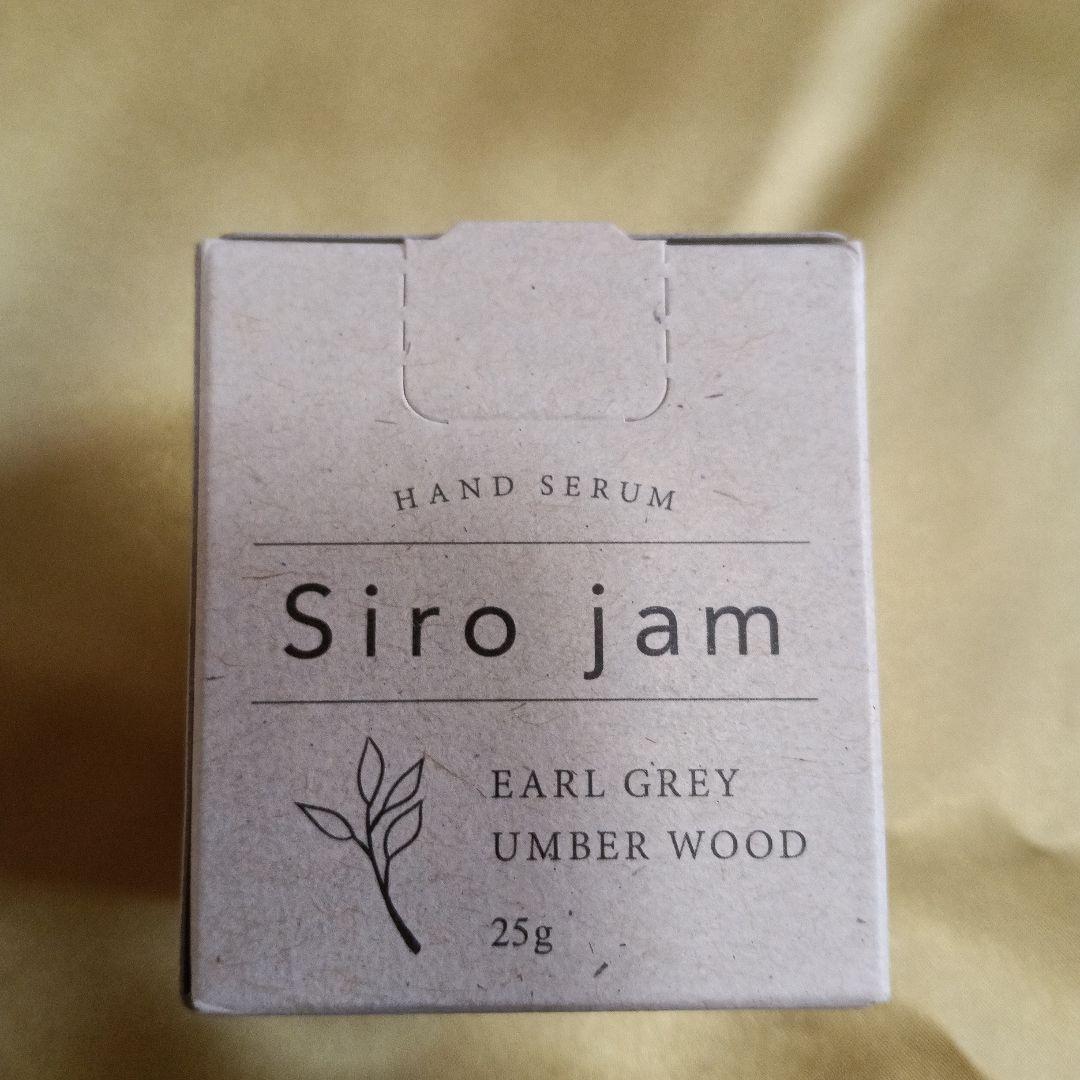 HAND SERUM
Siro jam
EARL GREY
UMBER WOOD
25g